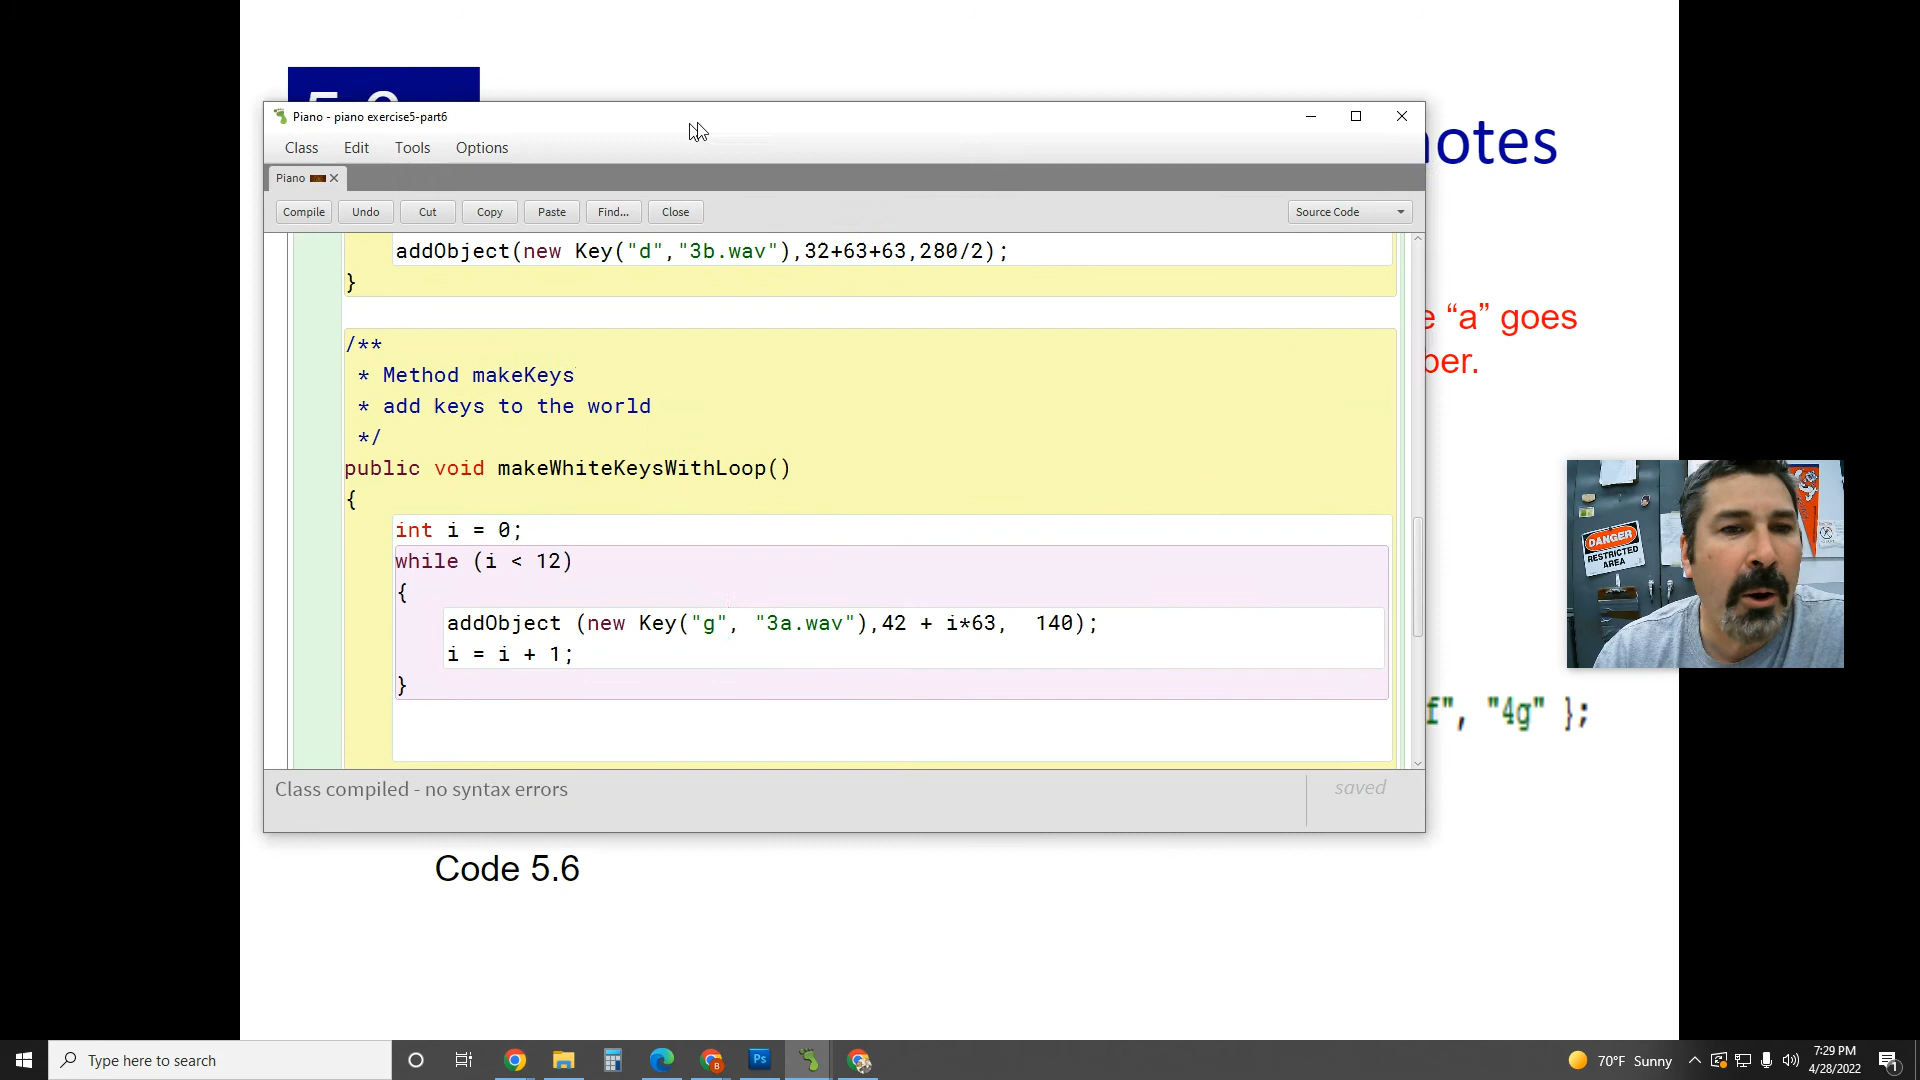 otes
Piano - piano exercise5-part6
Class Edit Tools Options
Piano
Compile Undo Cut Copy Paste Find... Close Source Code
addObject(new Key("d","3b.wav"),32+63+63,280/2);
}
/**
* Method makeKeys
* add keys to the world
*/
public void makeWhiteKeysWithLoop()
{
int i = 0;
while (i < 12)
{
addObject (new Key("g", "3a.wav"),42 + i*63, 140);
i = i + 1;
}
Class compiled - no syntax errors
saved
“a” goes
ber.
f", "4g" };
Code 5.6
DANGER
RESTRICTED
AREA
Type here to search
Ps
B
70°F Sunny
7:29 PM
4/28/2022
1